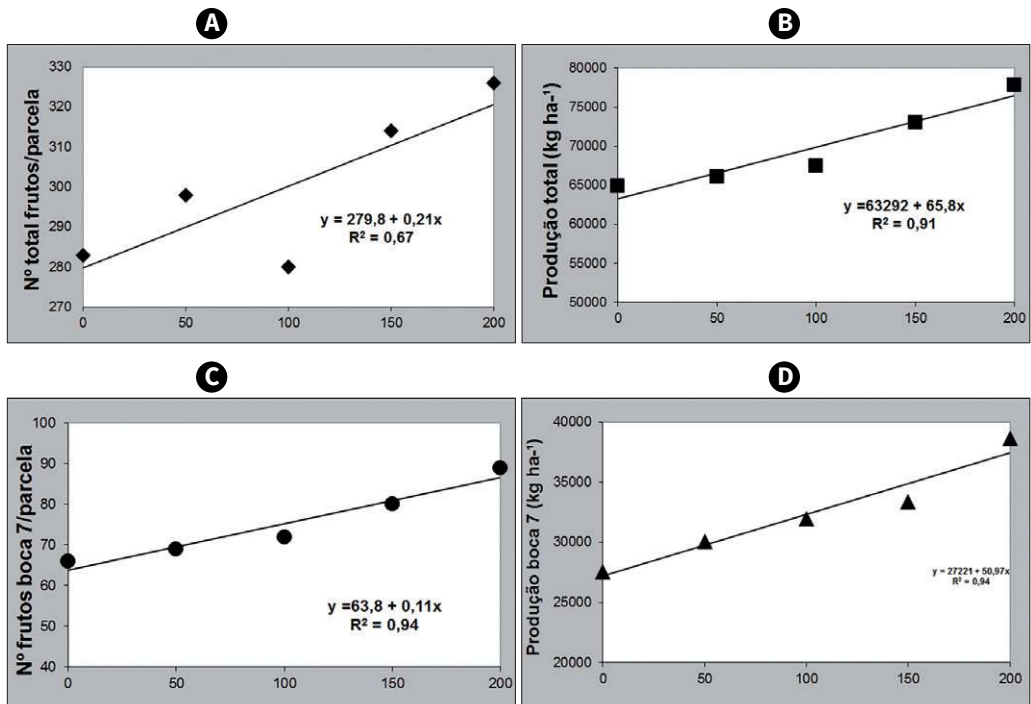 A
Nº total frutos/parcela
330
320
310
300
290
280
270
0 50 100 150 200
y = 279,8 + 0,21x
R² = 0,67
B
Produção total (kg ha-¹)
80000
75000
70000
65000
60000
55000
50000
0 50 100 150 200
y =63292 + 65,8x
R² = 0,91
C
Nº frutos boca 7/parcela
100
90
80
70
60
50
40
0 50 100 150 200
y =63,8 + 0,11x
R² = 0,94
D
Produção boca 7 (kg ha-¹)
40000
35000
30000
25000
20000
0 50 100 150 200
y = 27221 + 50,97x
R² = 0,94